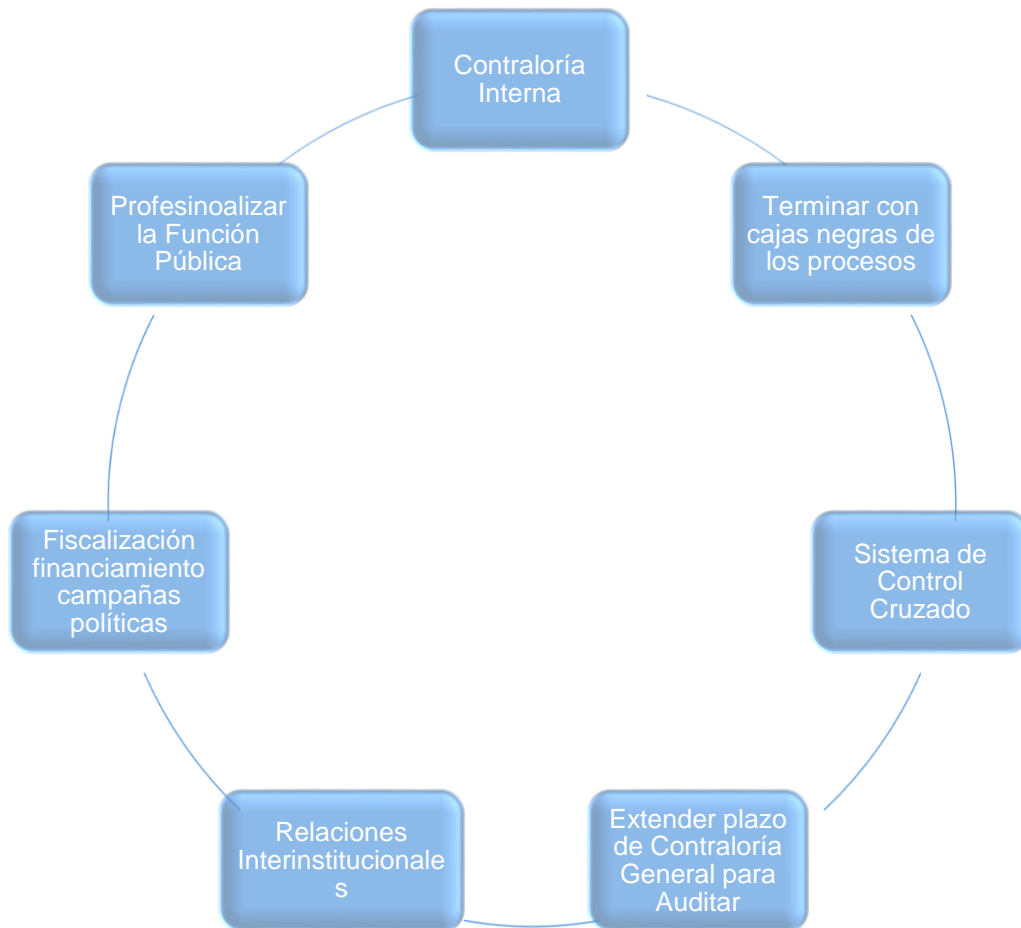 Contraloría
Interna
Terminar con
cajas negras de
los procesos
Sistema de
Control
Cruzado
Extender plazo
de Contraloría
General para
Auditar
Relaciones
Interinstitucionale
s
Fiscalización
financiamiento
campañas
políticas
Profesinoalizar
la Función
Pública